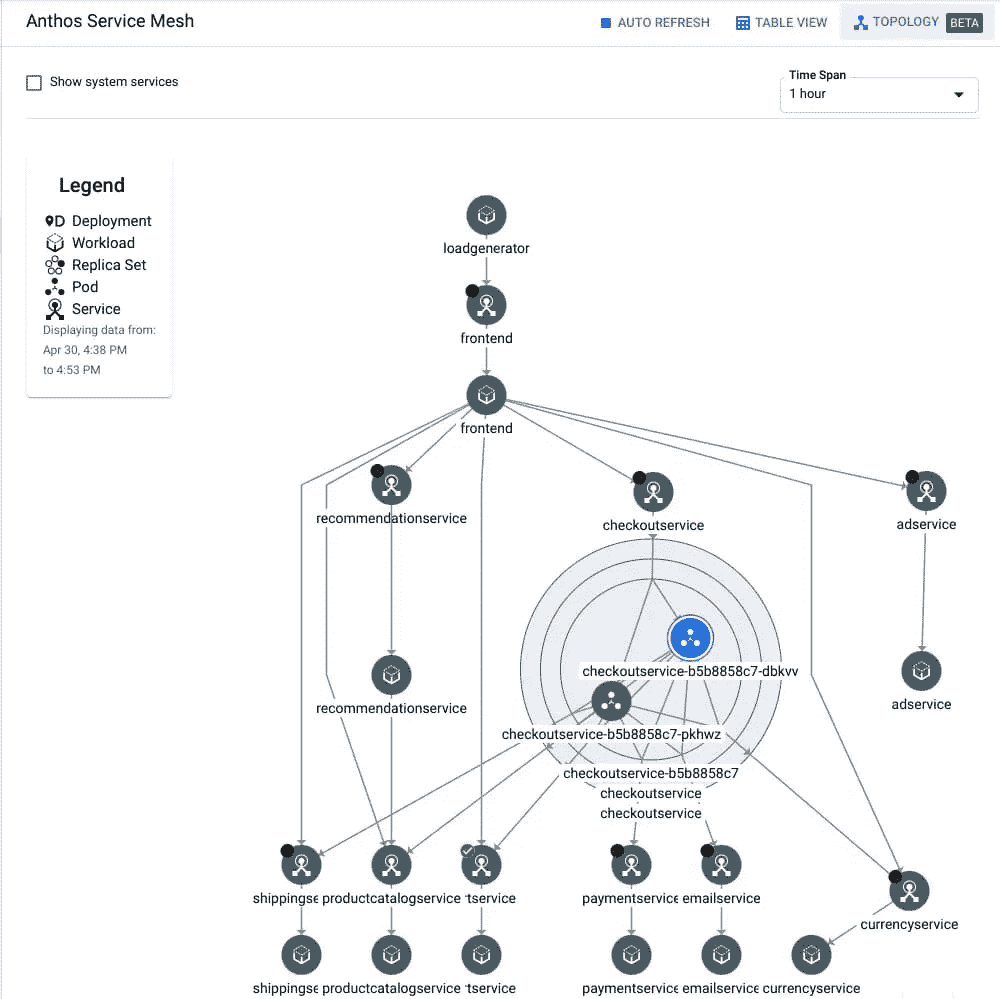 Anthos Service Mesh
AUTO REFRESH
TABLE VIEW
TOPOLOGY
BETA
Show system services
Time Span
1 hour
Legend
D Deployment
Workload
Replica Set
Pod
Service
Displaying data from:
Apr 30, 4:38 PM
to 4:53 PM
loadgenerator
frontend
frontend
recommendationservice
checkoutservice
adservice
checkoutservice-b5b8858c7-dbkvv
adservice
recommendationservice
checkoutservice-b5b8858c7-pkhwz
checkoutservice-b5b8858c7
checkoutservice
checkoutservice
shippingse productcatalogservice tservice
paymentservice emailservice
currencyservice
shippingse productcatalogservice tservice
paymentservice emailservice currencyservice